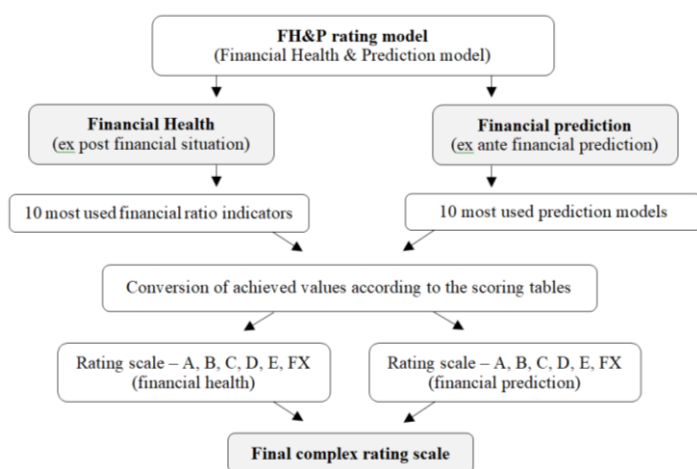 FH&P rating model
(Financial Health & Prediction model)
Financial Health
(ex post financial situation)
Financial prediction
(ex ante financial prediction)
10 most used financial ratio indicators
10 most used prediction models
Conversion of achieved values according to the scoring tables
Rating scale – A, B, C, D, E, FX
(financial health)
Rating scale – A, B, C, D, E, FX
(financial prediction)
Final complex rating scale